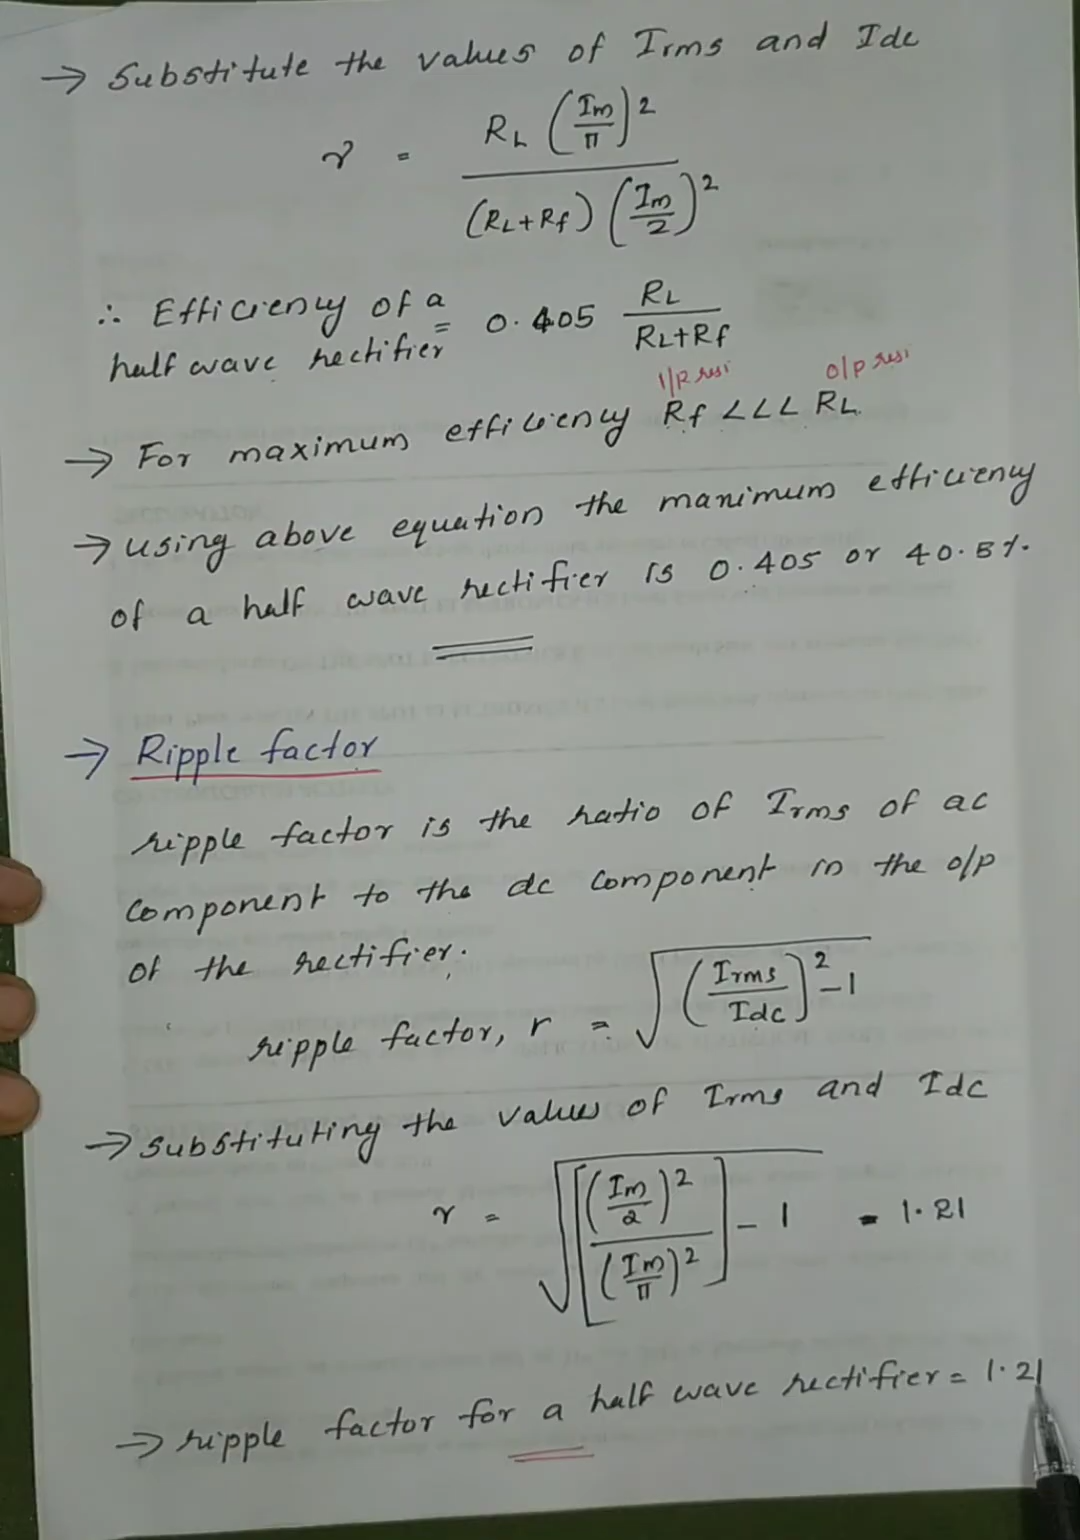 → Substitute the values of Irms and Idc
r = RL (Im/π)² / (RL+Rf) (Im/2)²
∴ Efficiency of a half wave rectifier = 0.405 RL / RL+Rf
I/P resi O/P resi
→ For maximum efficiency Rf <<< RL
→ using above equation the maximum efficiency
of a half wave rectifier is 0.405 or 40.5%.
→ Ripple factor
ripple factor is the ratio of Irms of ac
component to the dc component in the o/p
of the rectifier.
ripple factor, r = √(Irms/Idc)² - 1
→ substituting the values of Irms and Idc
r = √[(Im/2)² / (Im/π)²] - 1 = 1.21
→ ripple factor for a half wave rectifier = 1.21